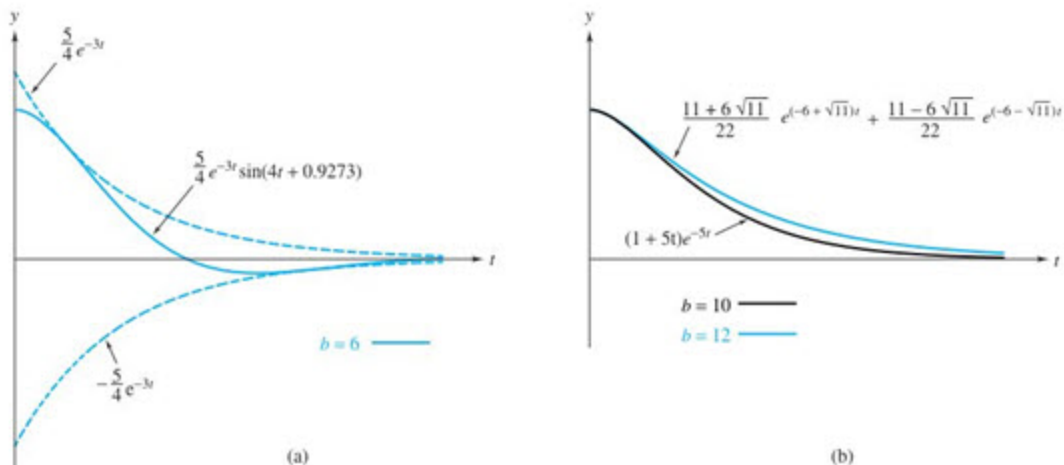 y
5/4 e^{-3t}
5/4 e^{-3t} sin(4t + 0.9273)
t
b = 6
-5/4 e^{-3t}
(a)
y
(11 + 6√11)/22 e^{(-6 + √11)t} + (11 - 6√11)/22 e^{(-6 - √11)t}
(1 + 5t)e^{-5t}
t
b = 10
b = 12
(b)